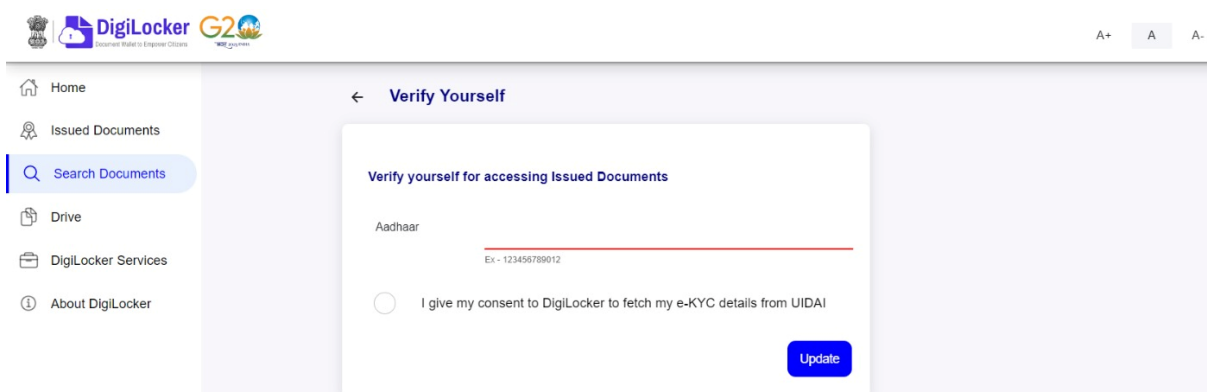 DigiLocker G20
Document Wallet to Empower Citizens
A+ A A-
Home
Issued Documents
Search Documents
Drive
DigiLocker Services
About DigiLocker
Verify Yourself
Verify yourself for accessing Issued Documents
Aadhaar
Ex - 123456789012
I give my consent to DigiLocker to fetch my e-KYC details from UIDAI
Update